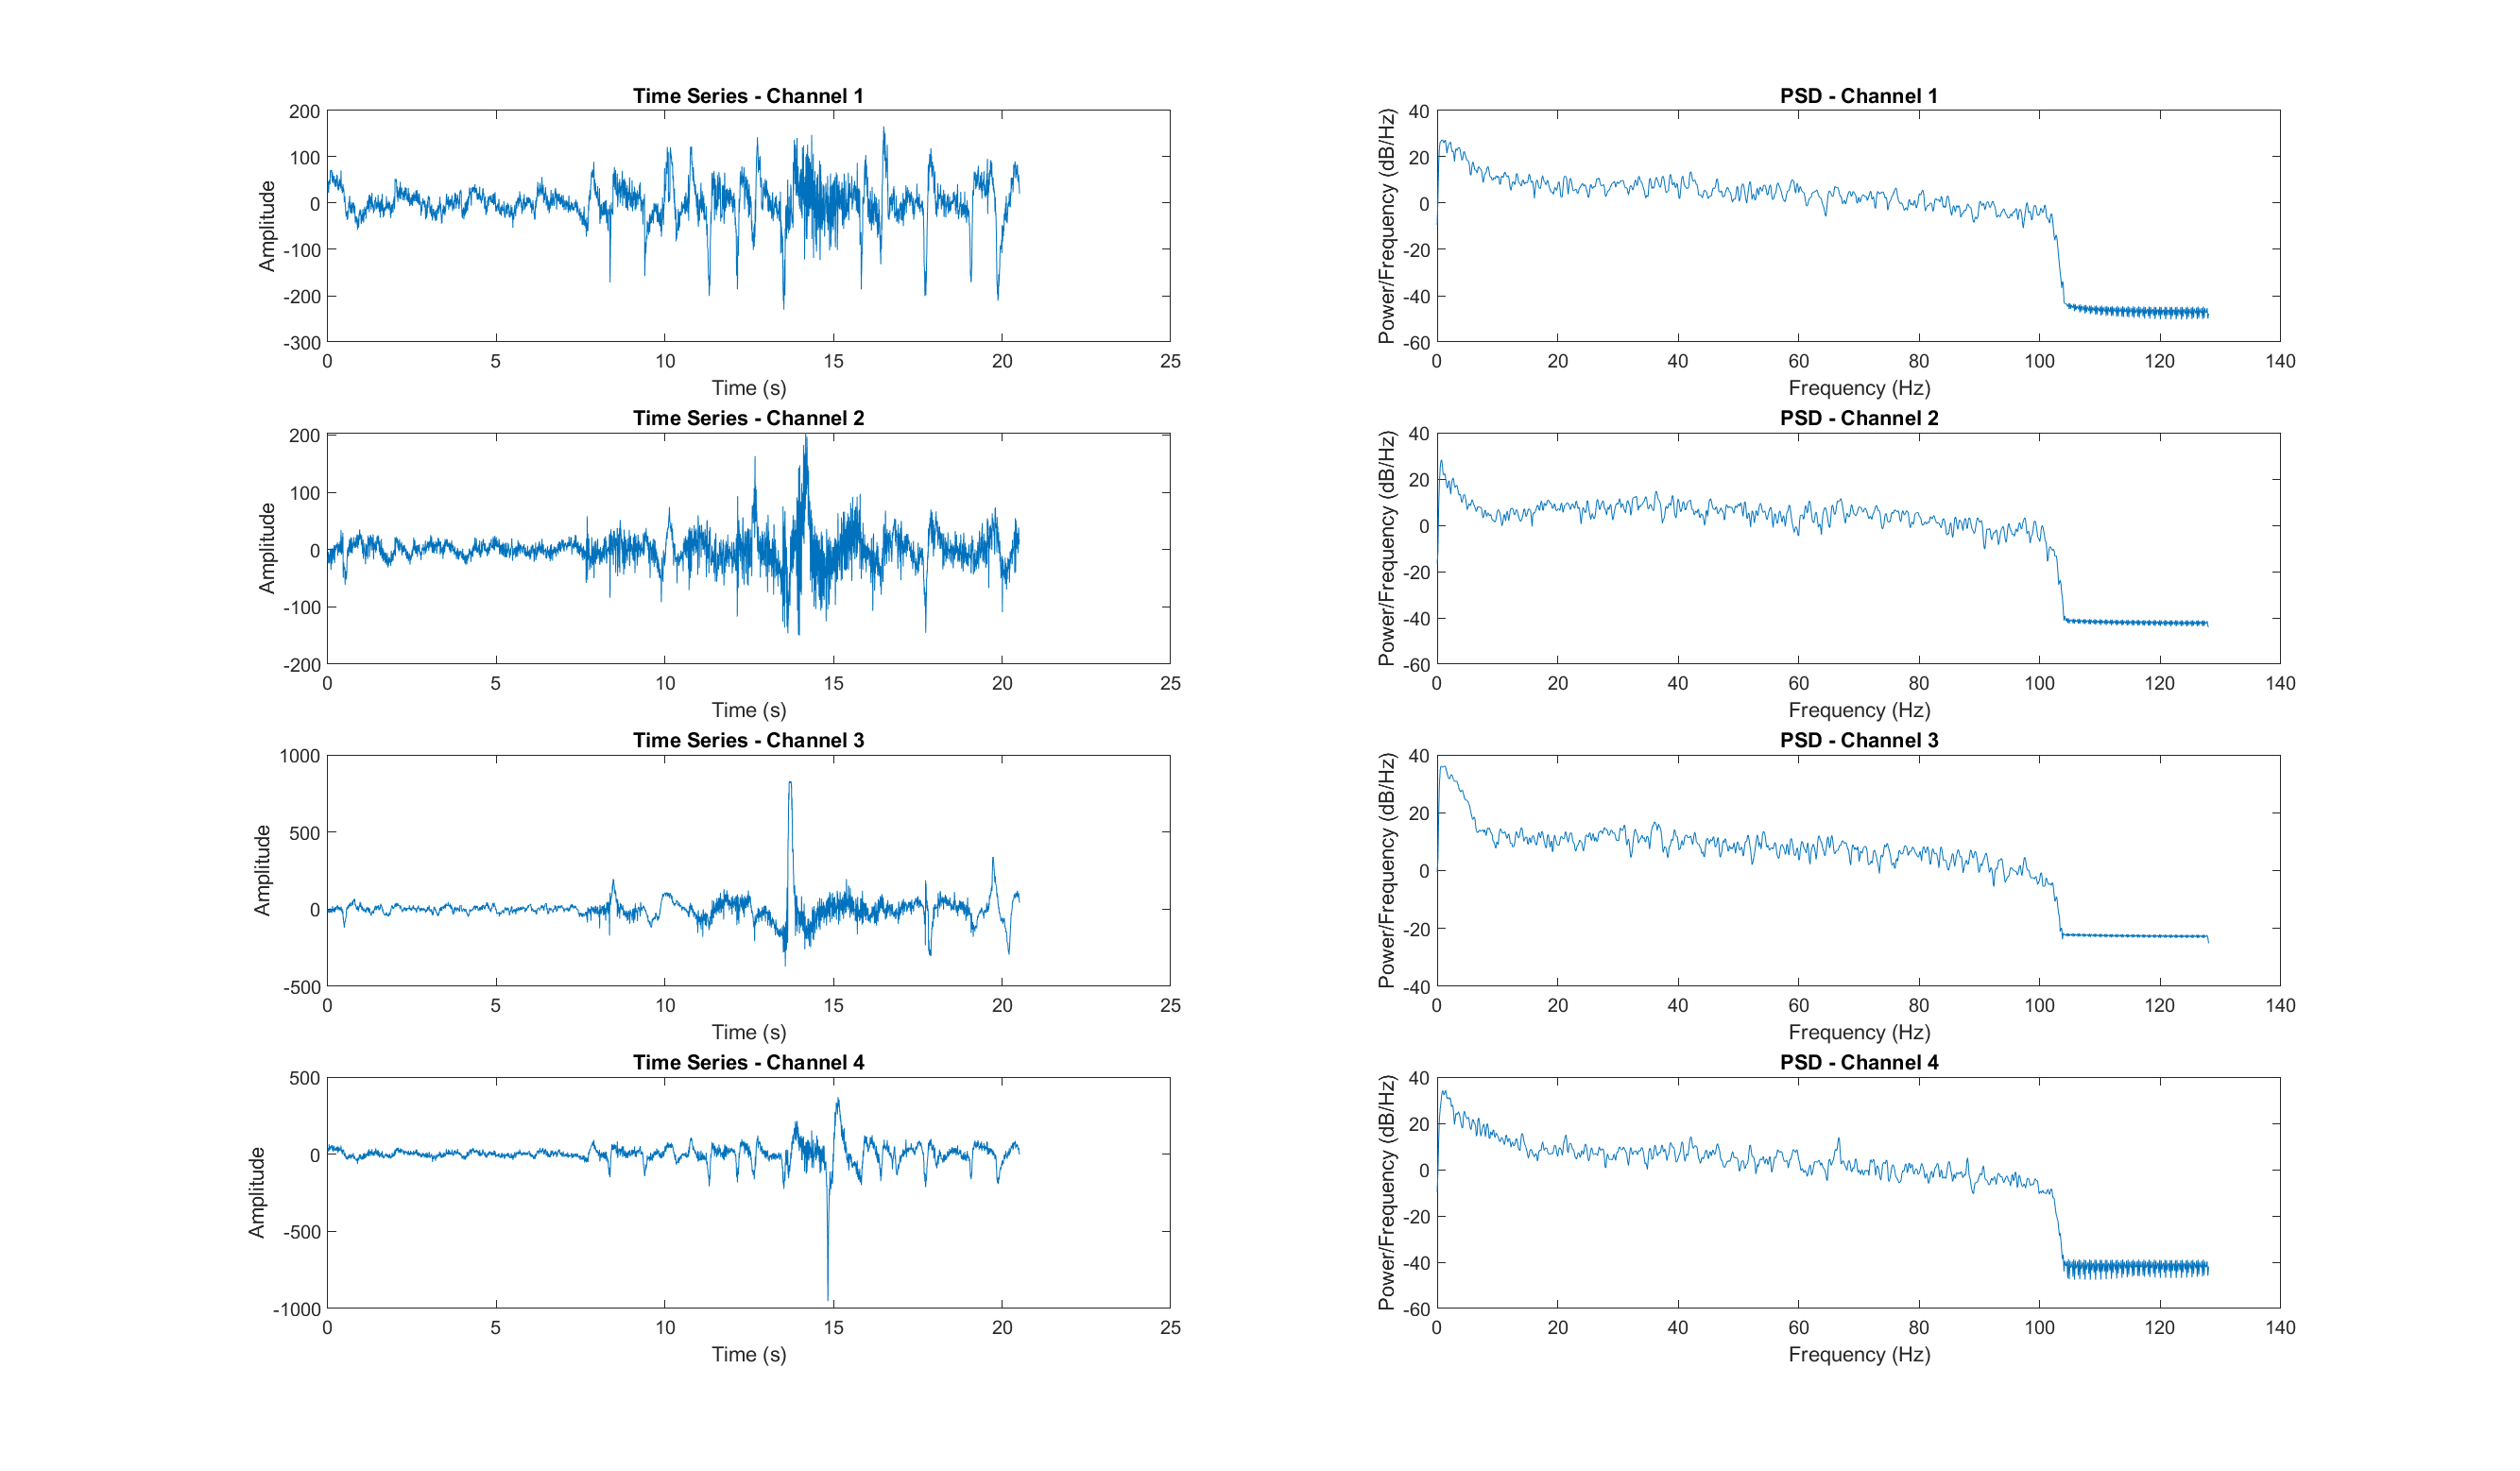 Time Series - Channel 1
200
100
0
-100
-200
-300
Amplitude
0 5 10 15 20 25
Time (s)
PSD - Channel 1
40
20
0
-20
-40
-60
Power/Frequency (dB/Hz)
0 20 40 60 80 100 120 140
Frequency (Hz)
Time Series - Channel 2
200
100
0
-100
-200
Amplitude
0 5 10 15 20 25
Time (s)
PSD - Channel 2
40
20
0
-20
-40
-60
Power/Frequency (dB/Hz)
0 20 40 60 80 100 120 140
Frequency (Hz)
Time Series - Channel 3
1000
500
0
-500
Amplitude
0 5 10 15 20 25
Time (s)
PSD - Channel 3
40
20
0
-20
-40
Power/Frequency (dB/Hz)
0 20 40 60 80 100 120 140
Frequency (Hz)
Time Series - Channel 4
500
0
-500
-1000
Amplitude
0 5 10 15 20 25
Time (s)
PSD - Channel 4
40
20
0
-20
-40
-60
Power/Frequency (dB/Hz)
0 20 40 60 80 100 120 140
Frequency (Hz)